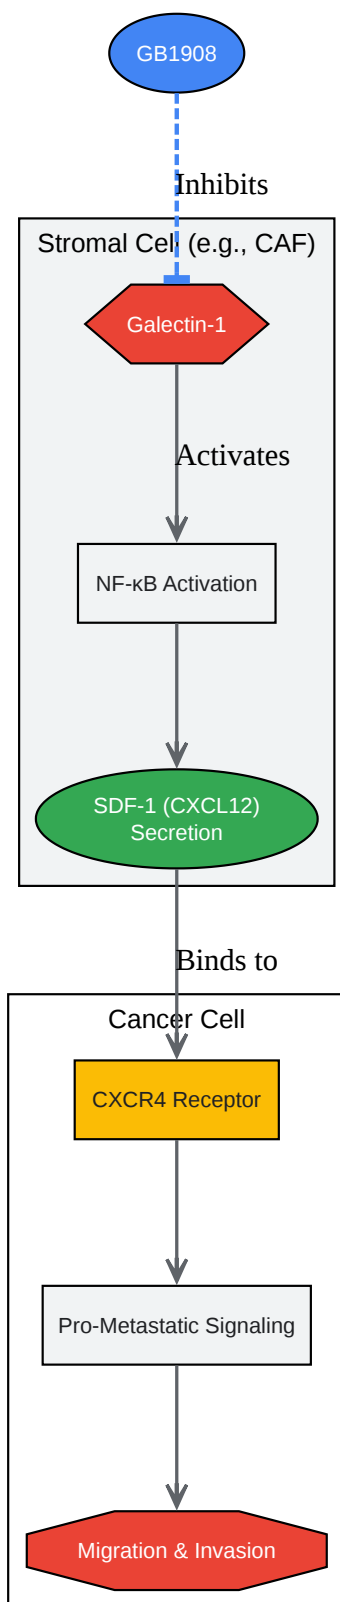 GB1908
Inhibits
Stromal Cell (e.g., CAF)
Galectin-1
Activates
NF-κB Activation
SDF-1 (CXCL12)
Secretion
Binds to
Cancer Cell
CXCR4 Receptor
Pro-Metastatic Signaling
Migration & Invasion